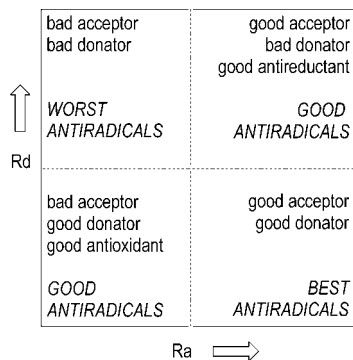 bad acceptor
bad donator
WORST
ANTIRADICALS
good acceptor
bad donator
good antireductant
GOOD
ANTIRADICALS
Rd
bad acceptor
good donator
good antioxidant
GOOD
ANTIRADICALS
good acceptor
good donator
BEST
ANTIRADICALS
Ra